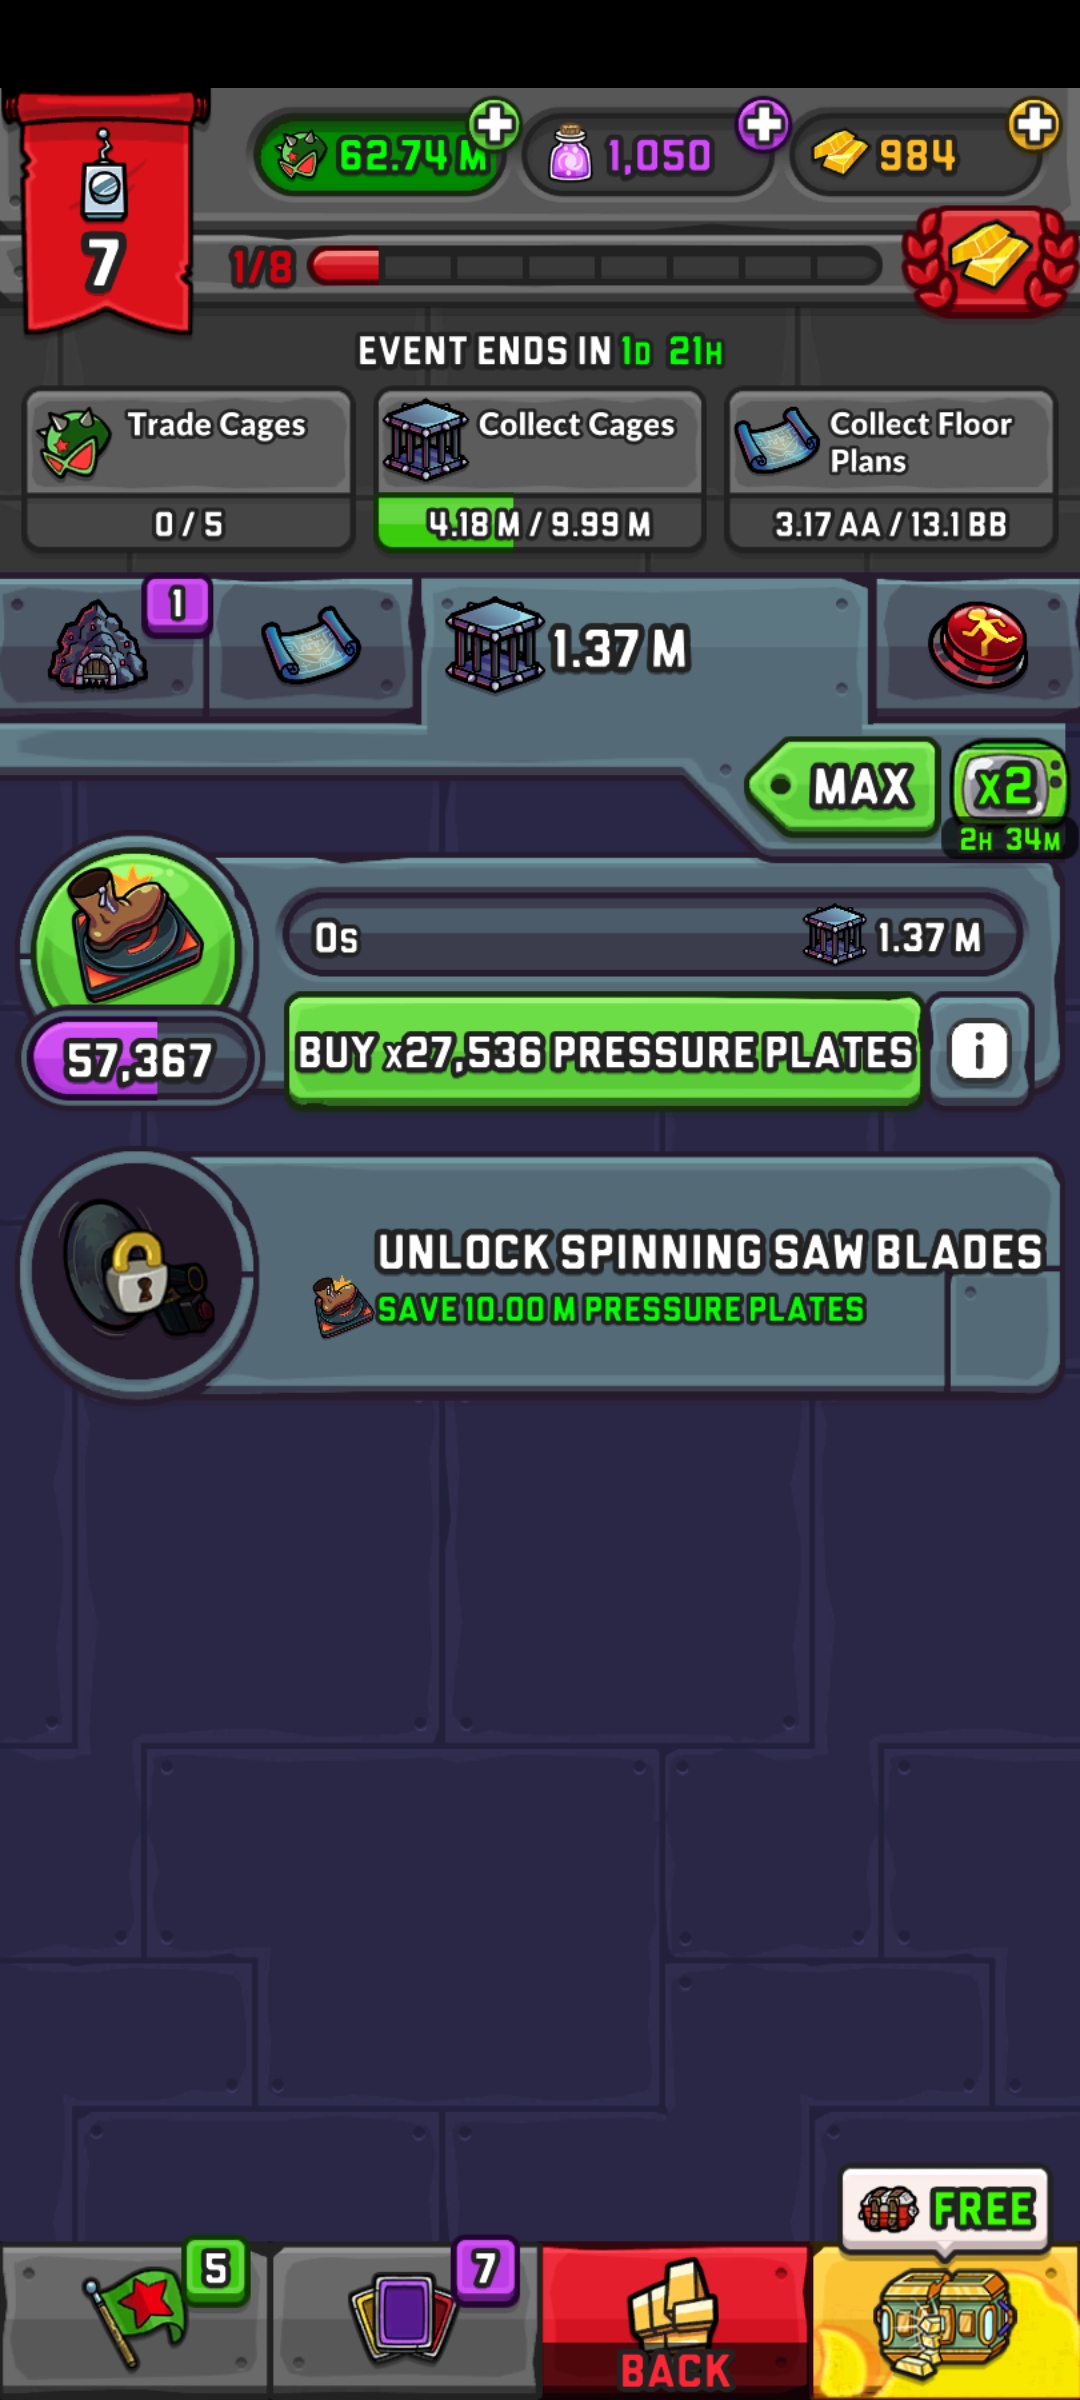 62.74 M
1,050
984
7
1/8
EVENT ENDS IN 1D 21H
Trade Cages
0 / 5
Collect Cages
4.18 M / 9.99 M
Collect Floor
Plans
3.17 AA / 13.1 BB
1
1.37 M
MAX
x2
2H 34M
0s
1.37 M
57,367
BUY x27,536 PRESSURE PLATES
i
UNLOCK SPINNING SAW BLADES
SAVE 10.00 M PRESSURE PLATES
FREE
5
7
BACK